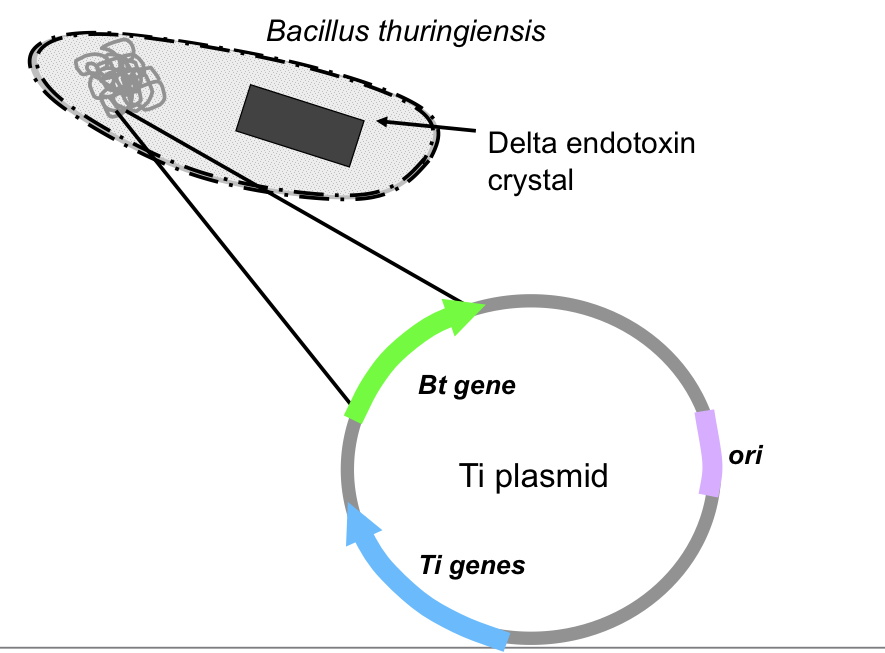 Bacillus thuringiensis
Delta endotoxin
crystal
Bt gene
ori
Ti plasmid
Ti genes